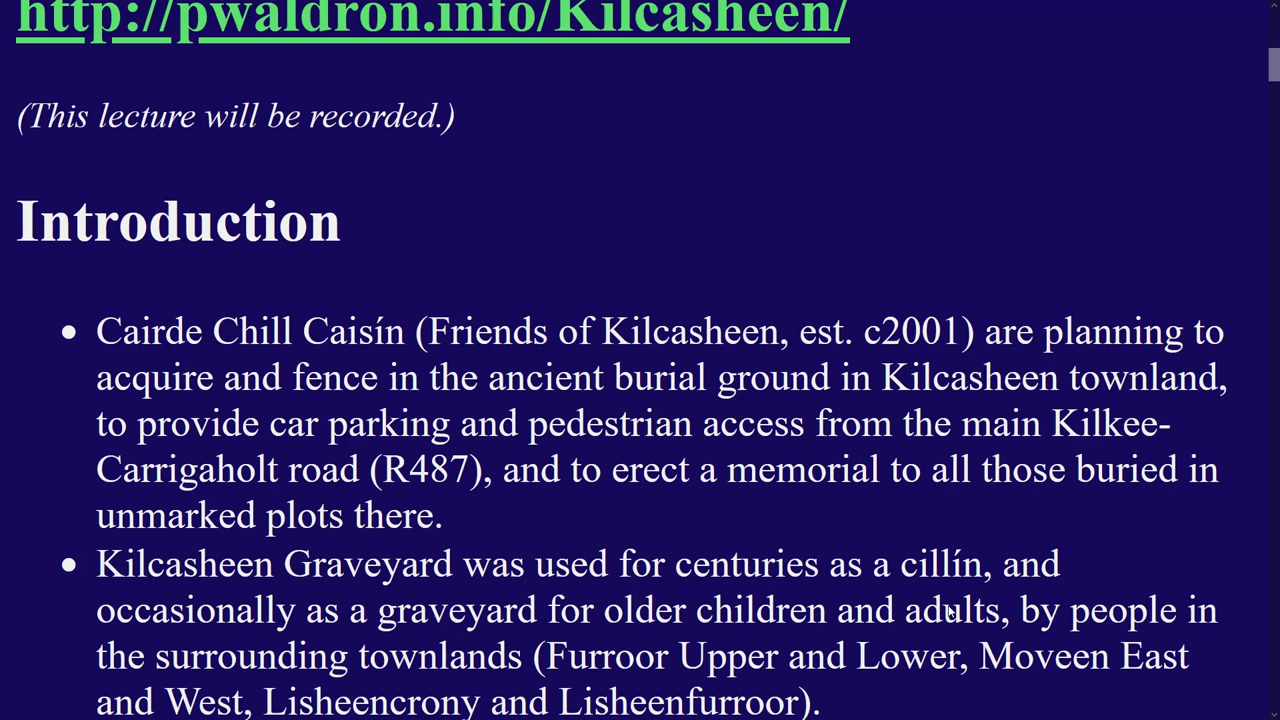 http://pwaldron.info/Kilcasheen/
(This lecture will be recorded.)
Introduction
• Cairde Chill Caisín (Friends of Kilcasheen, est. c2001) are planning to
acquire and fence in the ancient burial ground in Kilcasheen townland,
to provide car parking and pedestrian access from the main Kilkee-
Carrigaholt road (R487), and to erect a memorial to all those buried in
unmarked plots there.
• Kilcasheen Graveyard was used for centuries as a cillín, and
occasionally as a graveyard for older children and adults, by people in
the surrounding townlands (Furroor Upper and Lower, Moveen East
and West, Lisheencrony and Lisheenfurroor).